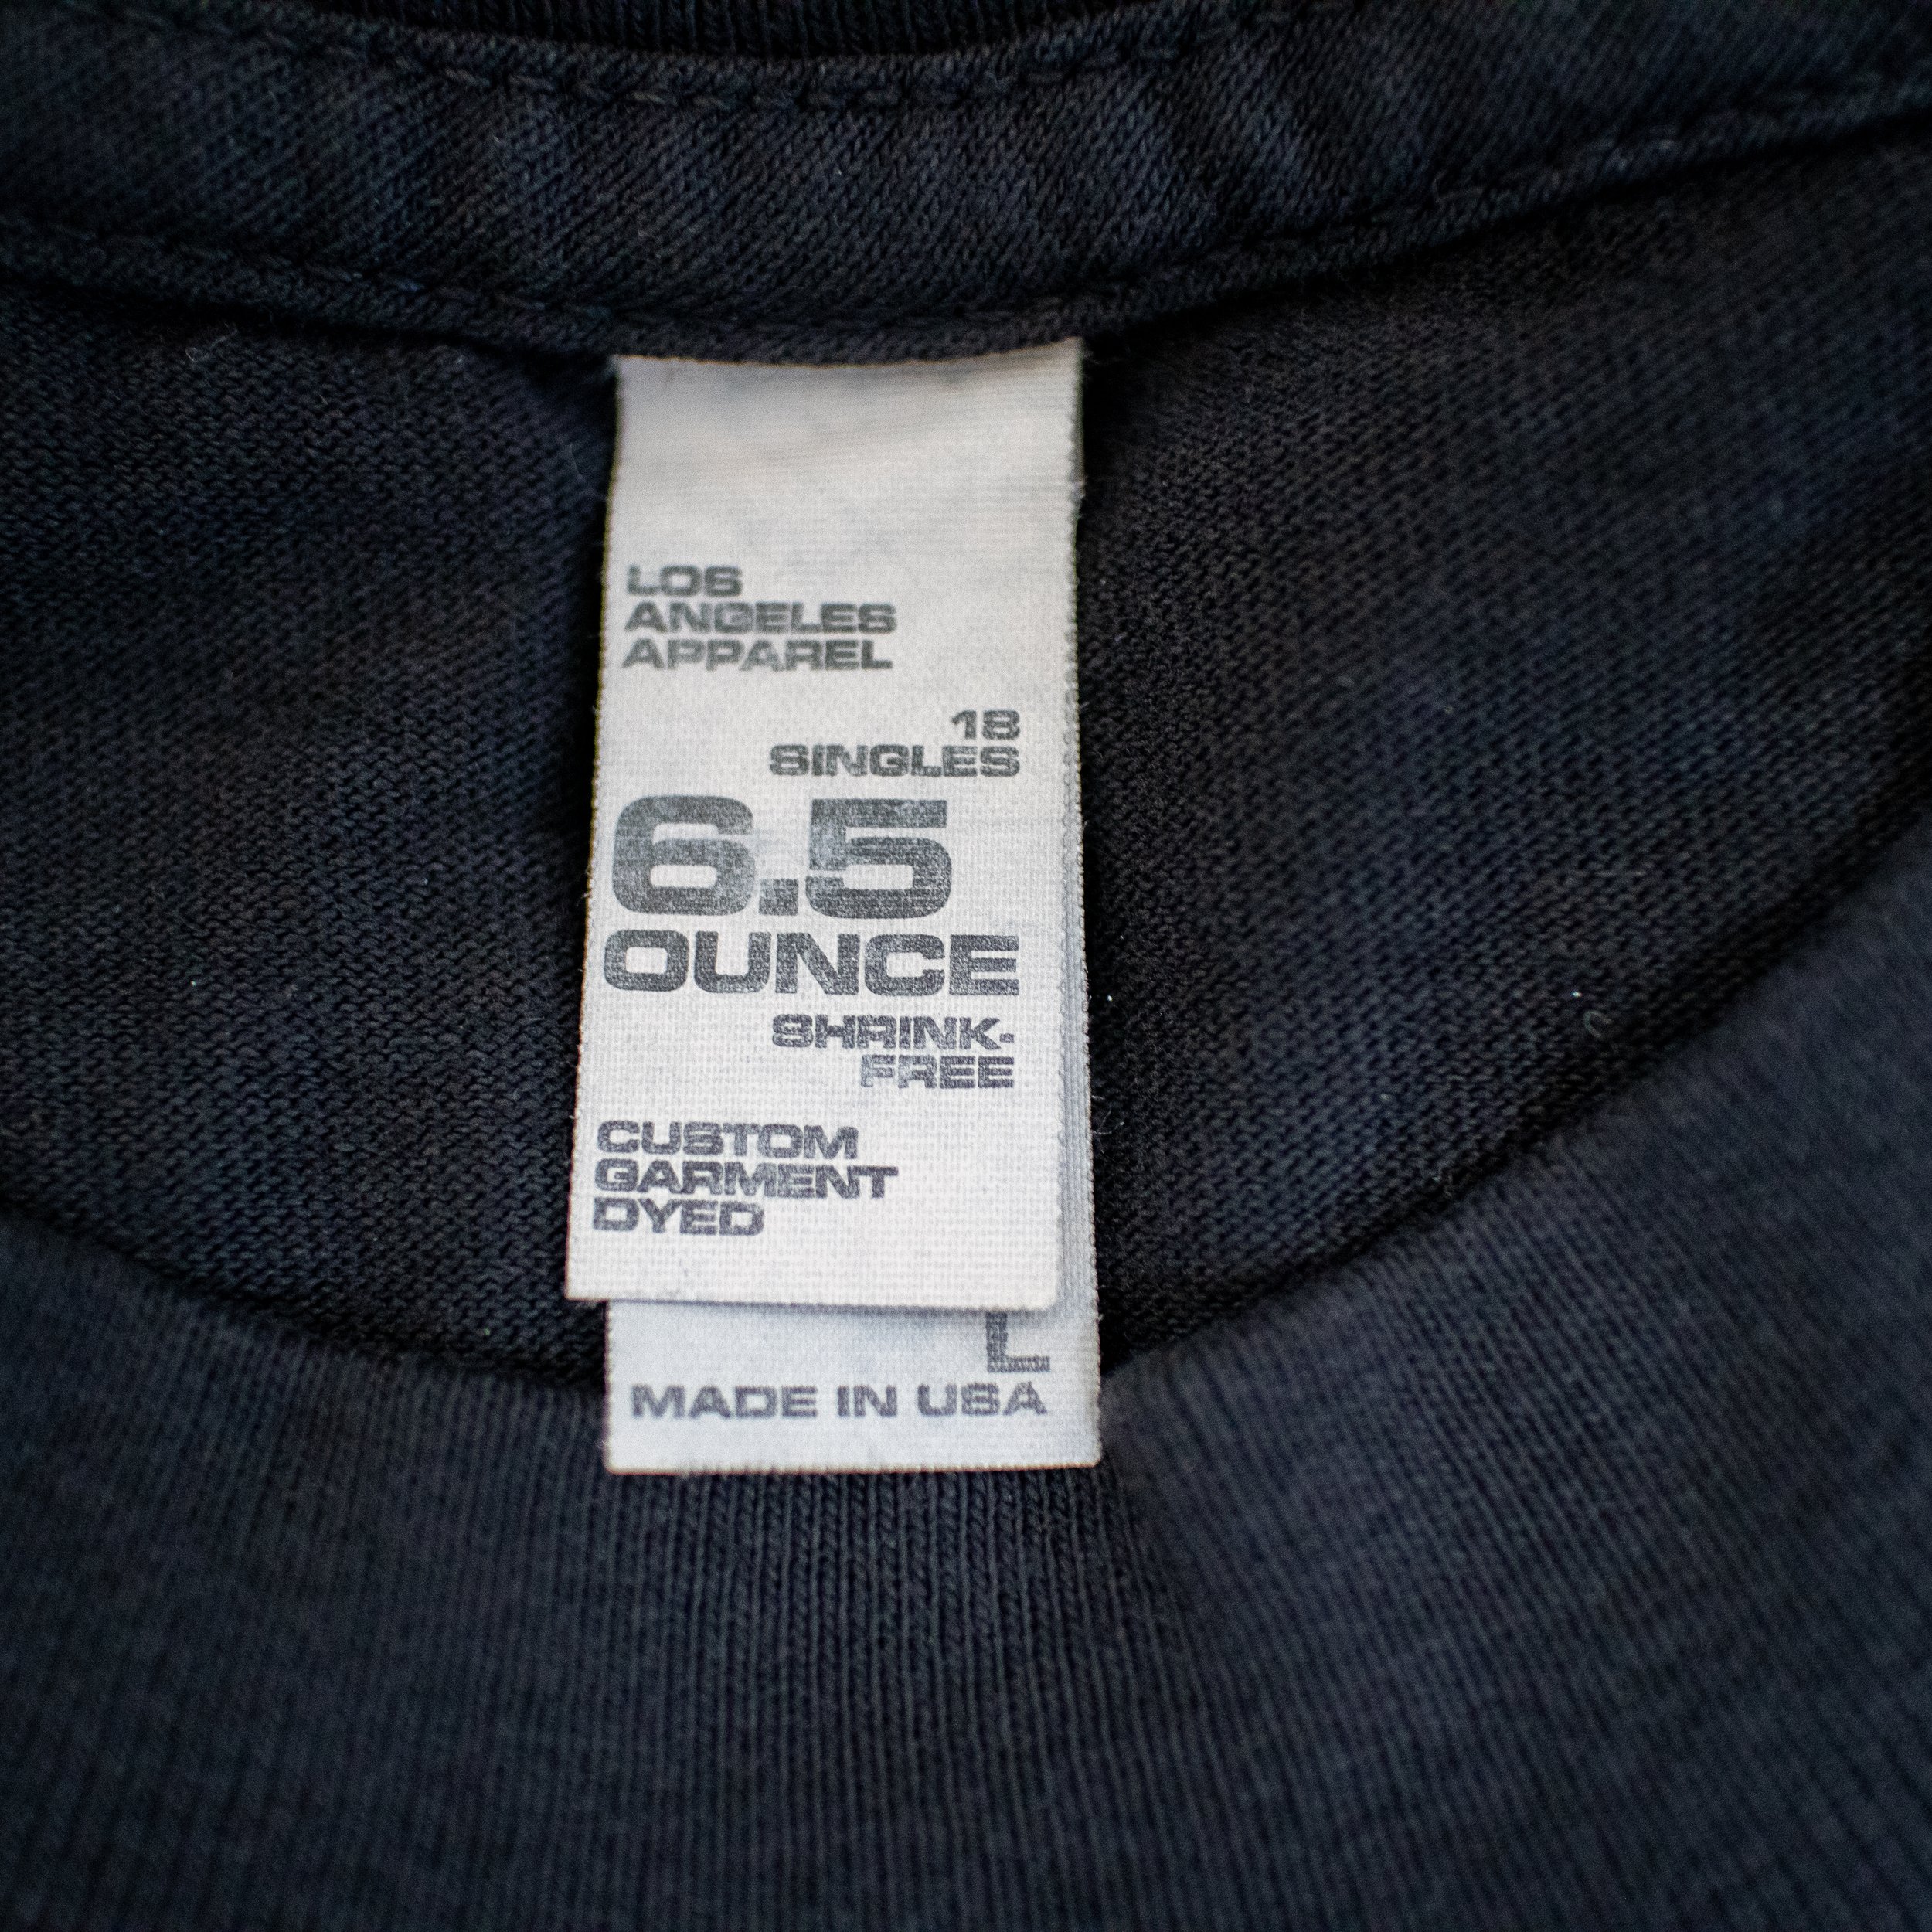 LOS
ANGELES
APPAREL
18
SINGLES
6.5
OUNCE
SHRINK-
FREE
CUSTOM
GARMENT
DYED
L
MADE IN USA